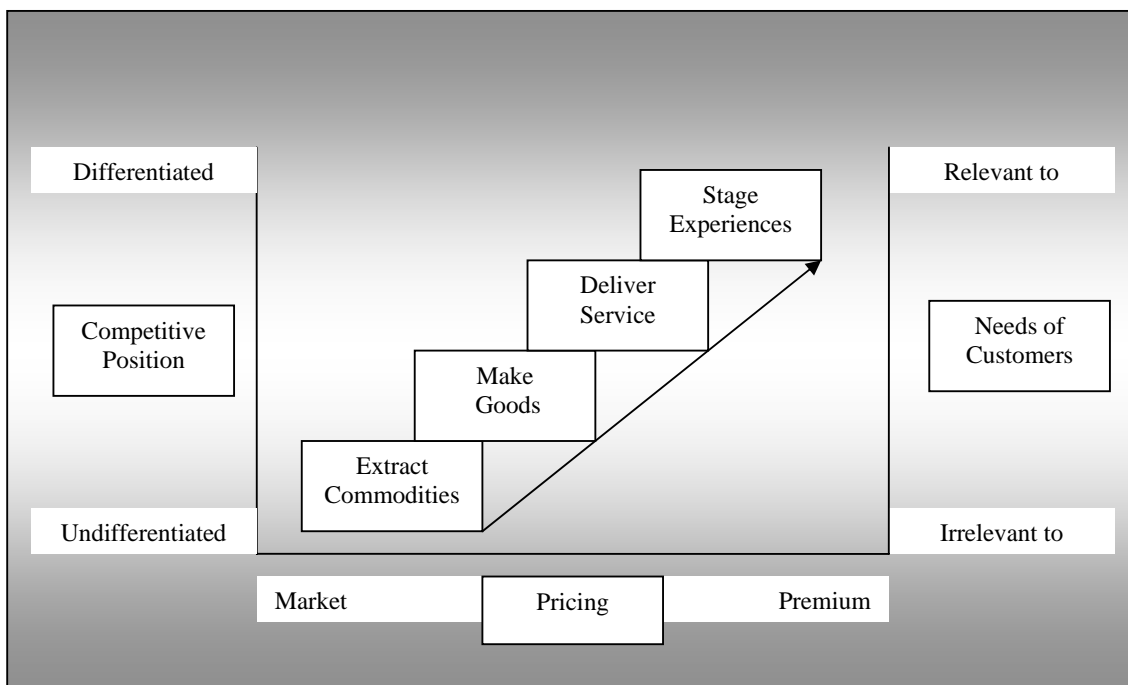 Differentiated
Relevant to
Stage
Experiences
Deliver
Service
Competitive
Position
Needs of
Customers
Make
Goods
Extract
Commodities
Undifferentiated
Irrelevant to
Market
Pricing
Premium